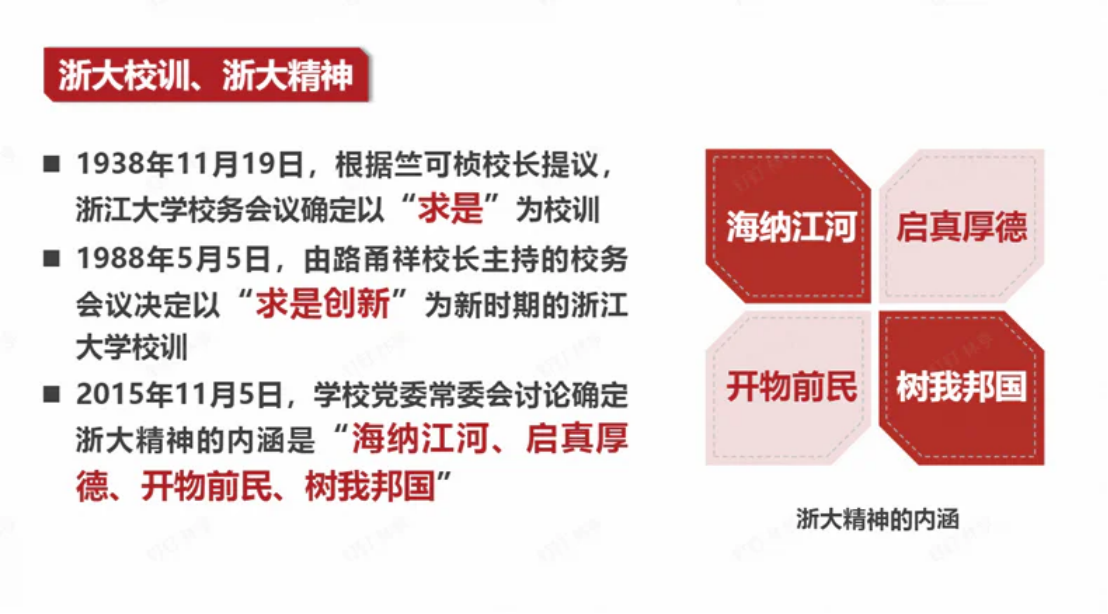 浙大校训、浙大精神
■ 1938年11月19日，根据竺可桢校长提议，
浙江大学校务会议确定以“求是”为校训
■ 1988年5月5日，由路甬祥校长主持的校务
会议决定以“求是创新”为新时期的浙江
大学校训
■ 2015年11月5日，学校党委常委会讨论确定
浙大精神的内涵是“海纳江河、启真厚
德、开物前民、树我邦国”
海纳江河
启真厚德
开物前民
树我邦国
浙大精神的内涵